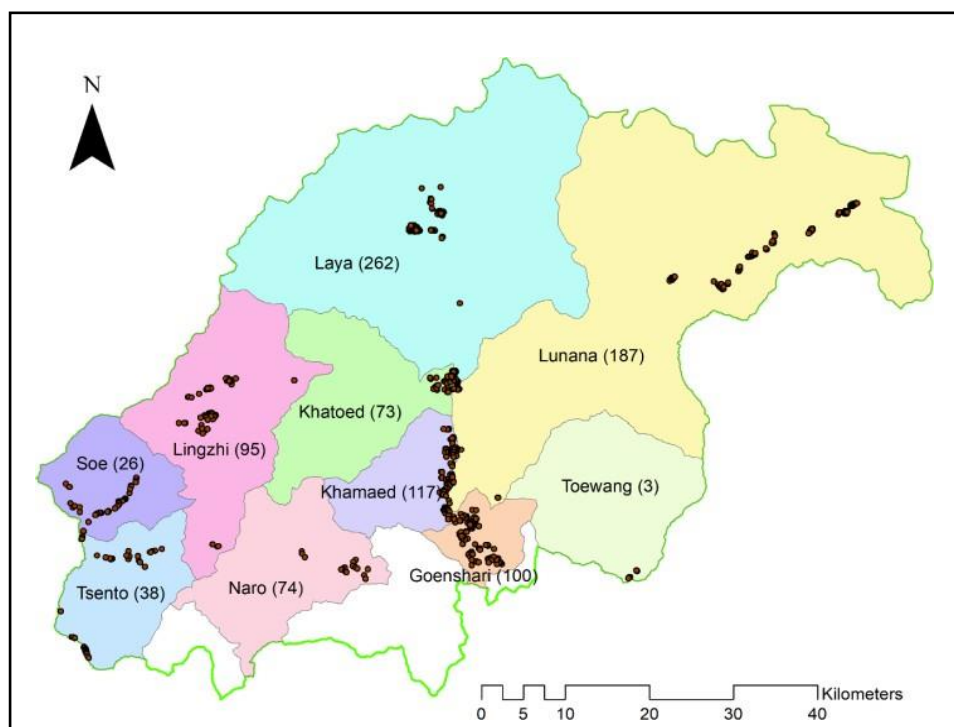 N
Laya (262)
Lunana (187)
Khatoed (73)
Lingzhi (95)
Soe (26)
Khamaed (117)
Toewang (3)
Goenshari (100)
Naro (74)
Tsento (38)
Kilometers
0 5 10 20 30 40